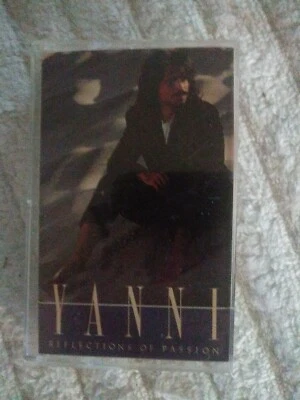 YANNI
REFLECTIONS OF PASSION